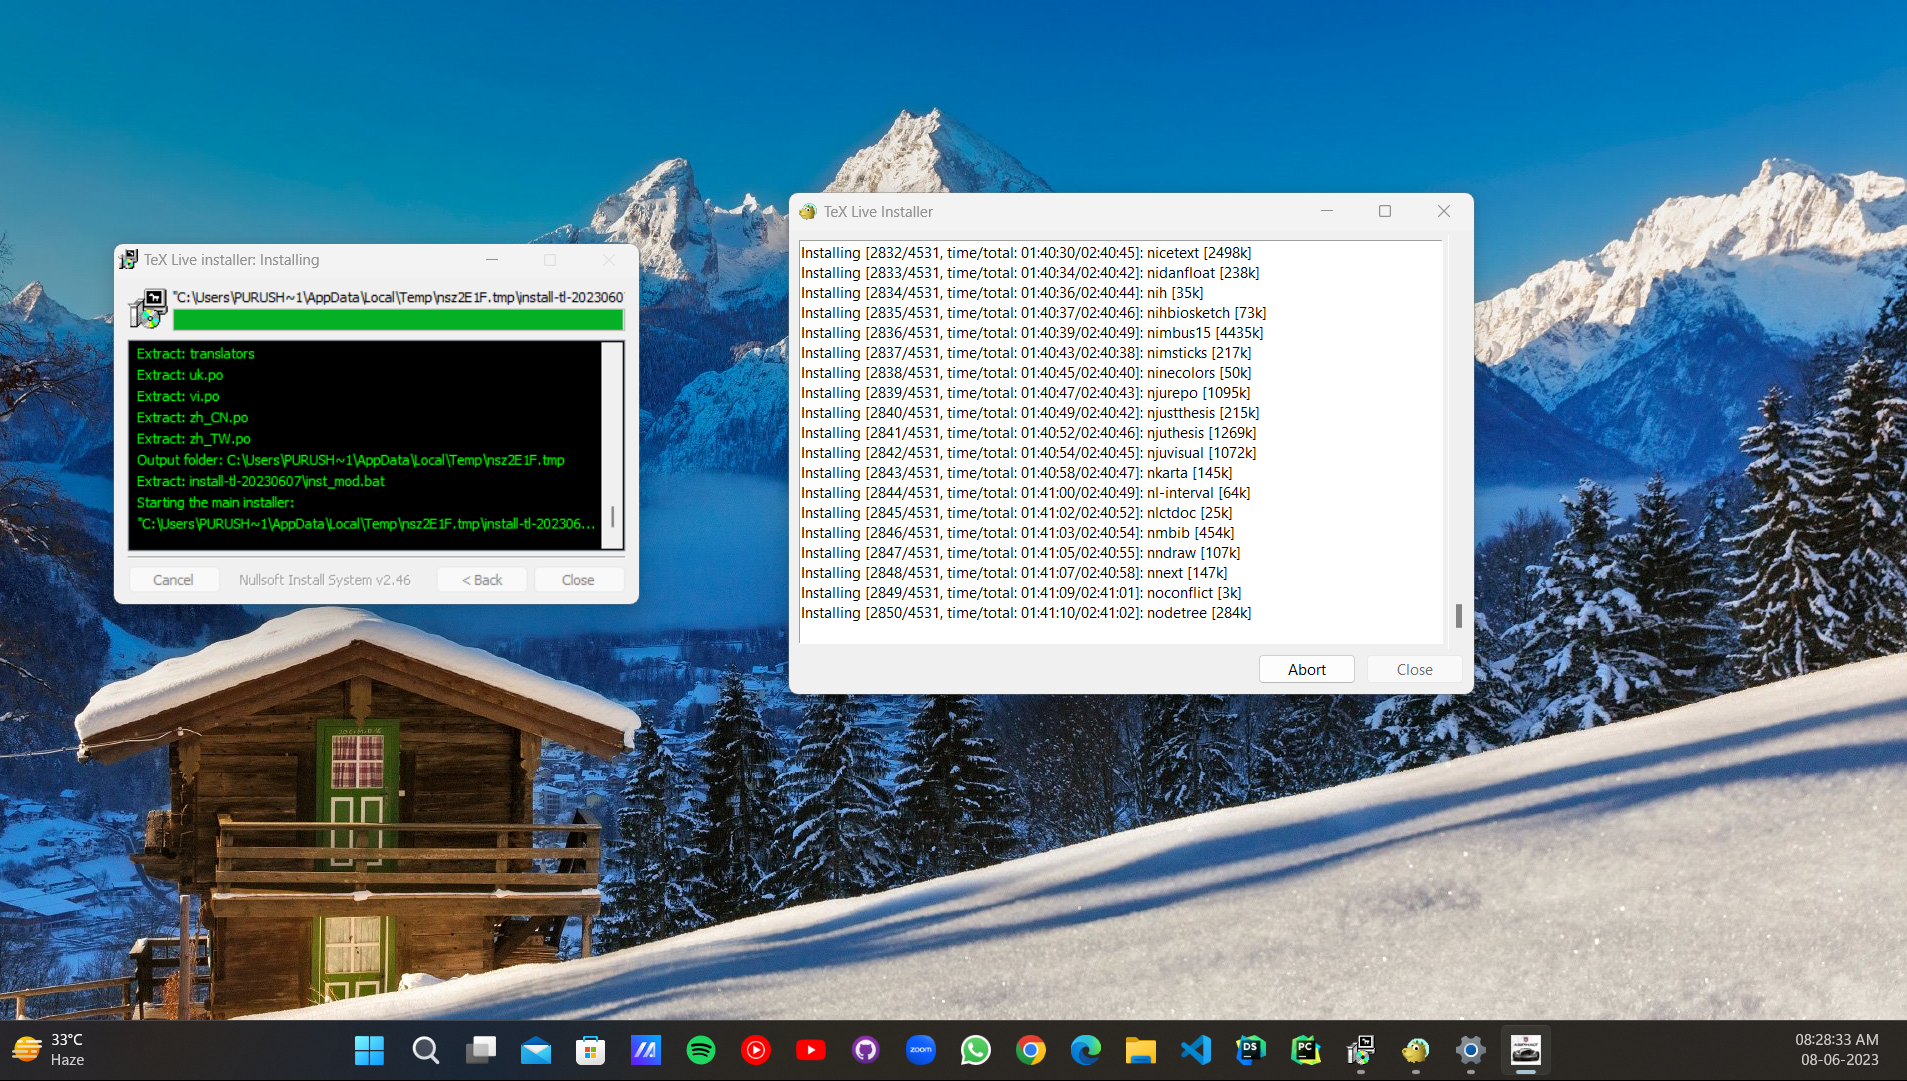 TeX Live installer: Installing
"C:\Users\PURUSH~1\AppData\Local\Temp\nsz2E1F.tmp\install-tl-2023060
Extract: translators
Extract: uk.po
Extract: vi.po
Extract: zh_CN.po
Extract: zh_TW.po
Output folder: C:\Users\PURUSH~1\AppData\Local\Temp\nsz2E1F.tmp
Extract: install-tl-20230607\inst_mod.bat
Starting the main installer:
"C:\Users\PURUSH~1\AppData\Local\Temp\nsz2E1F.tmp\install-tl-202306...
Cancel Nullsoft Install System v2.46 < Back Close
TeX Live Installer
Installing [2832/4531, time/total: 01:40:30/02:40:45]: nicetext [2498k]
Installing [2833/4531, time/total: 01:40:34/02:40:42]: nidanfloat [238k]
Installing [2834/4531, time/total: 01:40:36/02:40:44]: nih [35k]
Installing [2835/4531, time/total: 01:40:37/02:40:46]: nihbiosketch [73k]
Installing [2836/4531, time/total: 01:40:39/02:40:49]: nimbus15 [4435k]
Installing [2837/4531, time/total: 01:40:43/02:40:38]: nimsticks [217k]
Installing [2838/4531, time/total: 01:40:45/02:40:40]: ninecolors [50k]
Installing [2839/4531, time/total: 01:40:47/02:40:43]: njurepo [1095k]
Installing [2840/4531, time/total: 01:40:49/02:40:42]: njustthesis [215k]
Installing [2841/4531, time/total: 01:40:52/02:40:46]: njuthesis [1269k]
Installing [2842/4531, time/total: 01:40:54/02:40:45]: njuvisual [1072k]
Installing [2843/4531, time/total: 01:40:58/02:40:47]: nkarta [145k]
Installing [2844/4531, time/total: 01:41:00/02:40:49]: nl-interval [64k]
Installing [2845/4531, time/total: 01:41:02/02:40:52]: nlctdoc [25k]
Installing [2846/4531, time/total: 01:41:03/02:40:54]: nmbib [454k]
Installing [2847/4531, time/total: 01:41:05/02:40:55]: nndraw [107k]
Installing [2848/4531, time/total: 01:41:07/02:40:58]: nnext [147k]
Installing [2849/4531, time/total: 01:41:09/02:41:01]: noconflict [3k]
Installing [2850/4531, time/total: 01:41:10/02:41:02]: nodetree [284k]
Abort Close
33°C
Haze
zoom
DS
PC
08:28:33 AM
08-06-2023